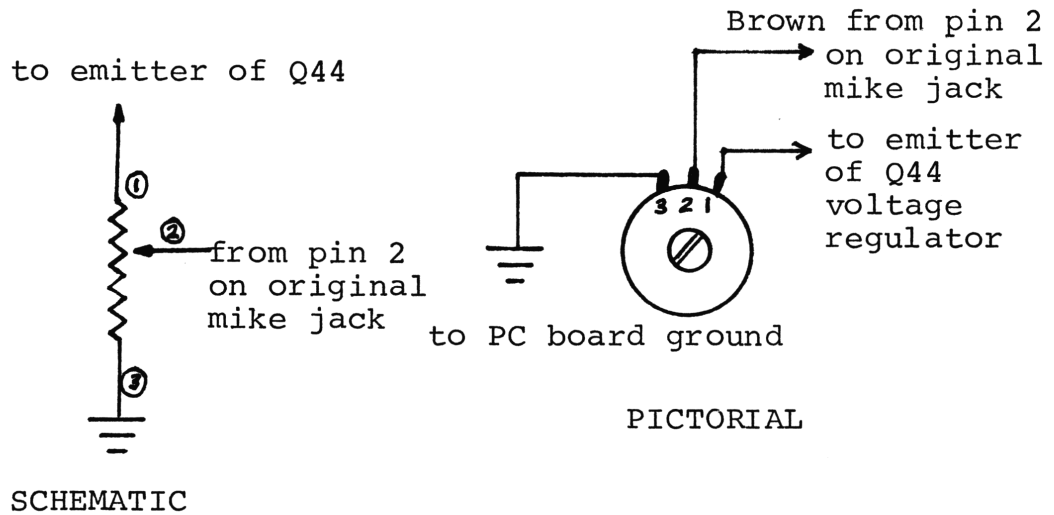 to emitter of Q44
①
②
from pin 2
on original
mike jack
③
SCHEMATIC
Brown from pin 2
on original
mike jack
to emitter
of Q44
voltage
regulator
3 2 1
to PC board ground
PICTORIAL